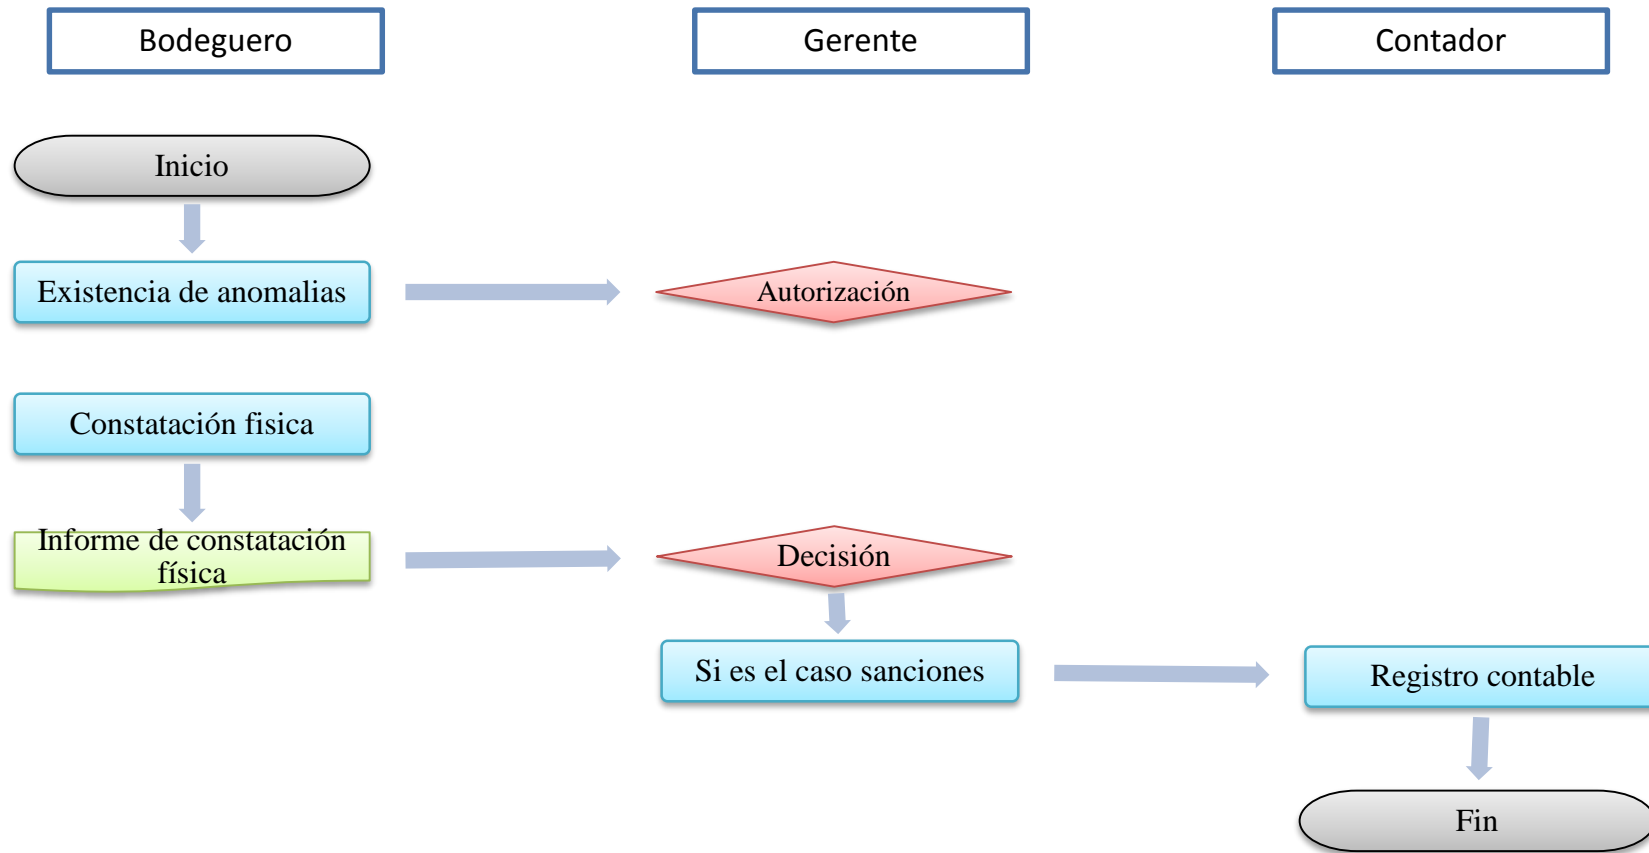 Bodeguero
Gerente
Contador
Inicio
Existencia de anomalias
Autorización
Constatación fisica
Informe de constatación
física
Decisión
Si es el caso sanciones
Registro contable
Fin